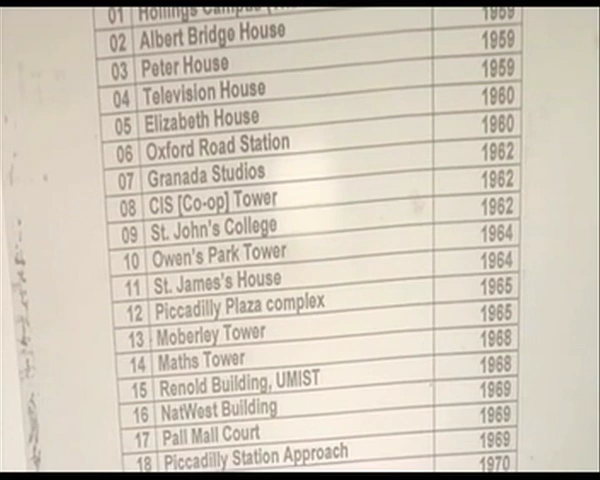 01 Hollings Campus
02 Albert Bridge House 1959
03 Peter House 1959
04 Television House 1959
05 Elizabeth House 1960
06 Oxford Road Station 1960
07 Granada Studios 1962
08 CIS [Co-op] Tower 1962
09 St. John's College 1962
10 Owen's Park Tower 1964
11 St. James's House 1964
12 Piccadilly Plaza complex 1965
13 Moberley Tower 1965
14 Maths Tower 1968
15 Renold Building, UMIST 1968
16 NatWest Building 1969
17 Pall Mall Court 1969
18 Piccadilly Station Approach 1969
1970